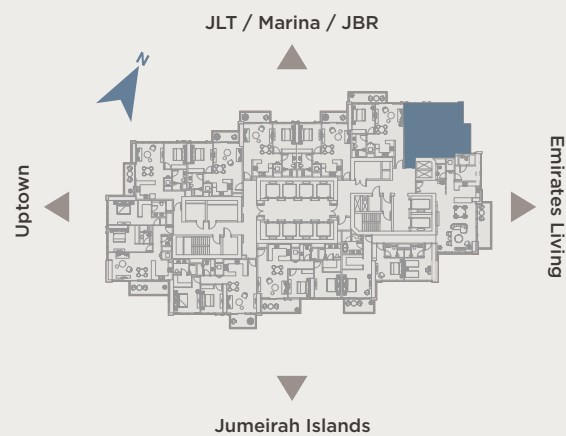 JLT / Marina / JBR
N
Uptown
Emirates Living
Jumeirah Islands